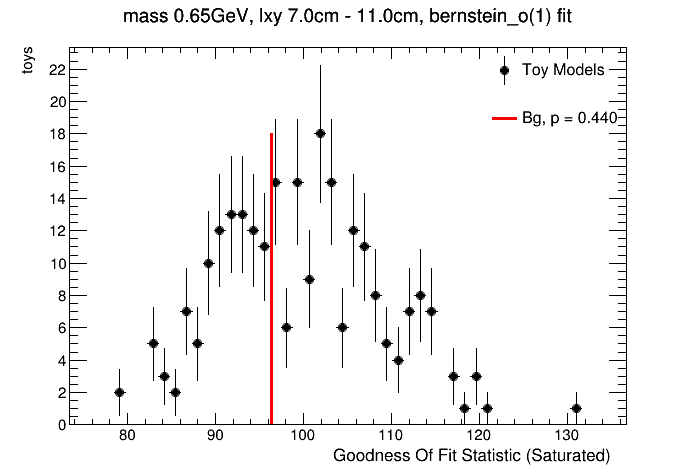 mass 0.65GeV, lxy 7.0cm - 11.0cm, bernstein_o(1) fit
toys
22
20
18
16
14
12
10
8
6
4
2
0
Toy Models
Bg, p = 0.440
80 90 100 110 120 130
Goodness Of Fit Statistic (Saturated)